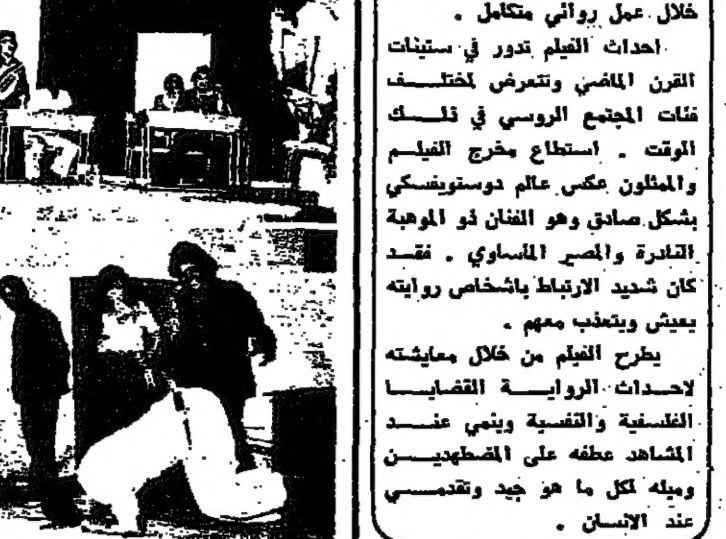 خلال عمل روائي متكامل .
احداث الفيلم تدور في ستينات
القرن الماضي وتتعرض لمختلف
فئات المجتمع الروسي في تلك
الوقت . استطاع مخرج الفيلم
والممثلون عكس عالم دوستويفسكي
بشكل صادق وهو الفنان ذو الموهبة
النادرة والمصير المأساوي . فقد
كان شديد الارتباط باشخاص روايته
يعيش ويتعذب معهم .
يطرح الفيلم من خلال معايشته
لاحداث الرواية القضايا
الفلسفية والنفسية وينمي عند
المشاهد عطفه على المضطهدين
وميله لكل ما هو جيد وتقدمي
عند الانسان .